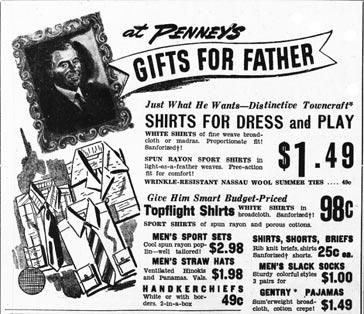 at PENNEY'S
GIFTS FOR FATHER
Just What He Wants—Distinctive Towncraft*
SHIRTS FOR DRESS and PLAY
WHITE SHIRTS of fine weave broad-
cloth or madras. Proportionate fit!
Sanforized†!
SPUN RAYON SPORT SHIRTS in
light-as-a-feather weaves. Free-action
fit for comfort!
$1.49
WRINKLE-RESISTANT NASSAU WOOL SUMMER TIES .... 49c
Give Him Smart Budget-Priced
Topflight Shirts WHITE SHIRTS in
broadcloth. Sanforized†!
98c
SPORT SHIRTS of spun rayon and porous cottons.
MEN'S SPORT SETS
Cool spun rayon pop-
lin—well tailored! $2.98
MEN'S STRAW HATS
Ventilated Hinokis
and Panamas. Vals. $1.98
HANDKERCHIEFS
White or with bor-
ders. 2-in-a-box 49c
SHIRTS, SHORTS, BRIEFS
Rib knit briefs, shirts
Sanforized† shorts. 25c ea.
MEN'S SLACK SOCKS
Sturdy colorful styles
3 pairs for $1.00
GENTRY* PAJAMAS
Sum'erweight broad-
cloth, cotton crepe! $1.49